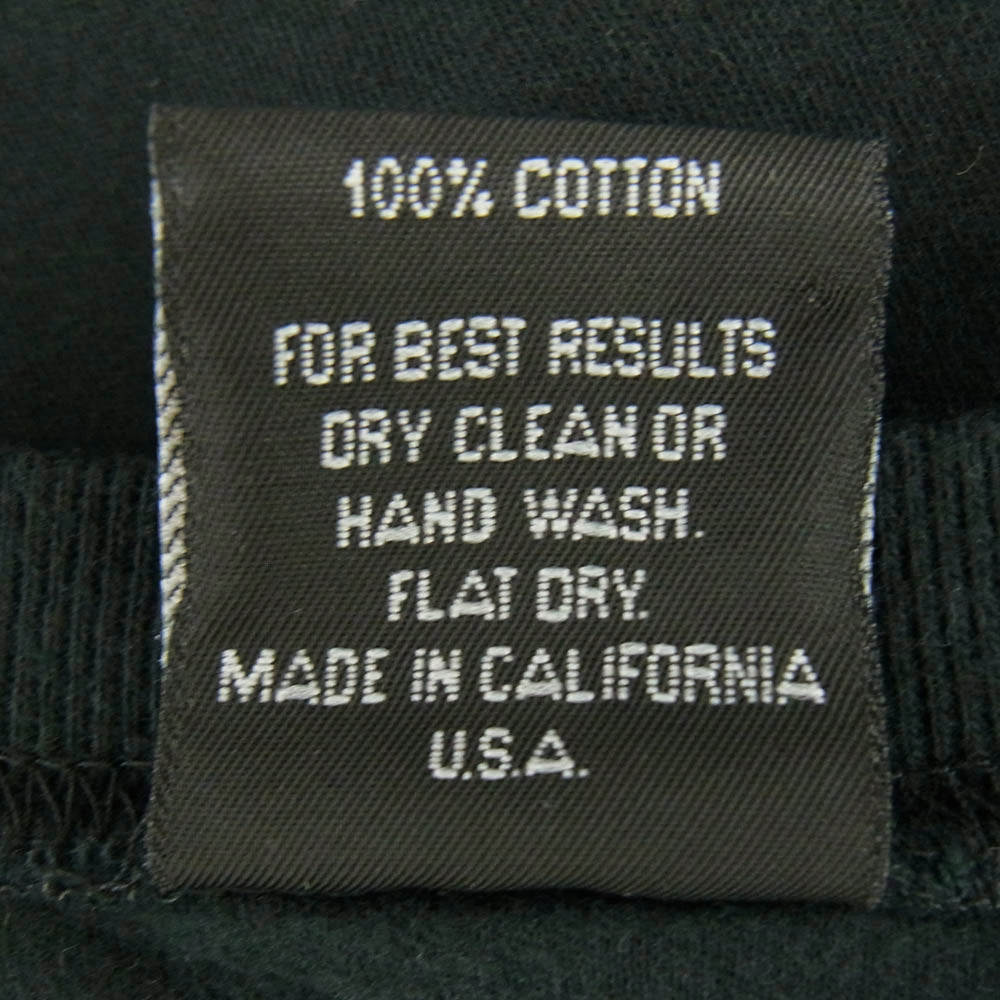 100% COTTON
FOR BEST RESULTS
DRY CLEAN OR
HAND WASH.
FLAT DRY.
MADE IN CALIFORNIA
U.S.A.